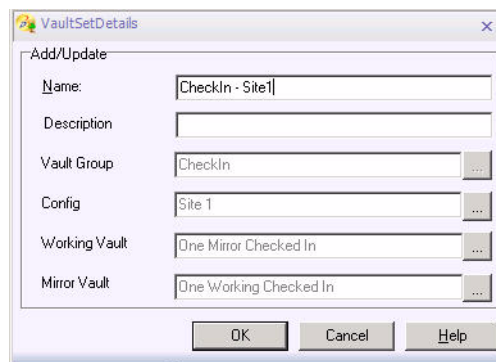 VaultSetDetails
Add/Update
Name: CheckIn - Site1
Description
Vault Group CheckIn ...
Config Site 1 ...
Working Vault One Mirror Checked In ...
Mirror Vault One Working Checked In ...
OK Cancel Help